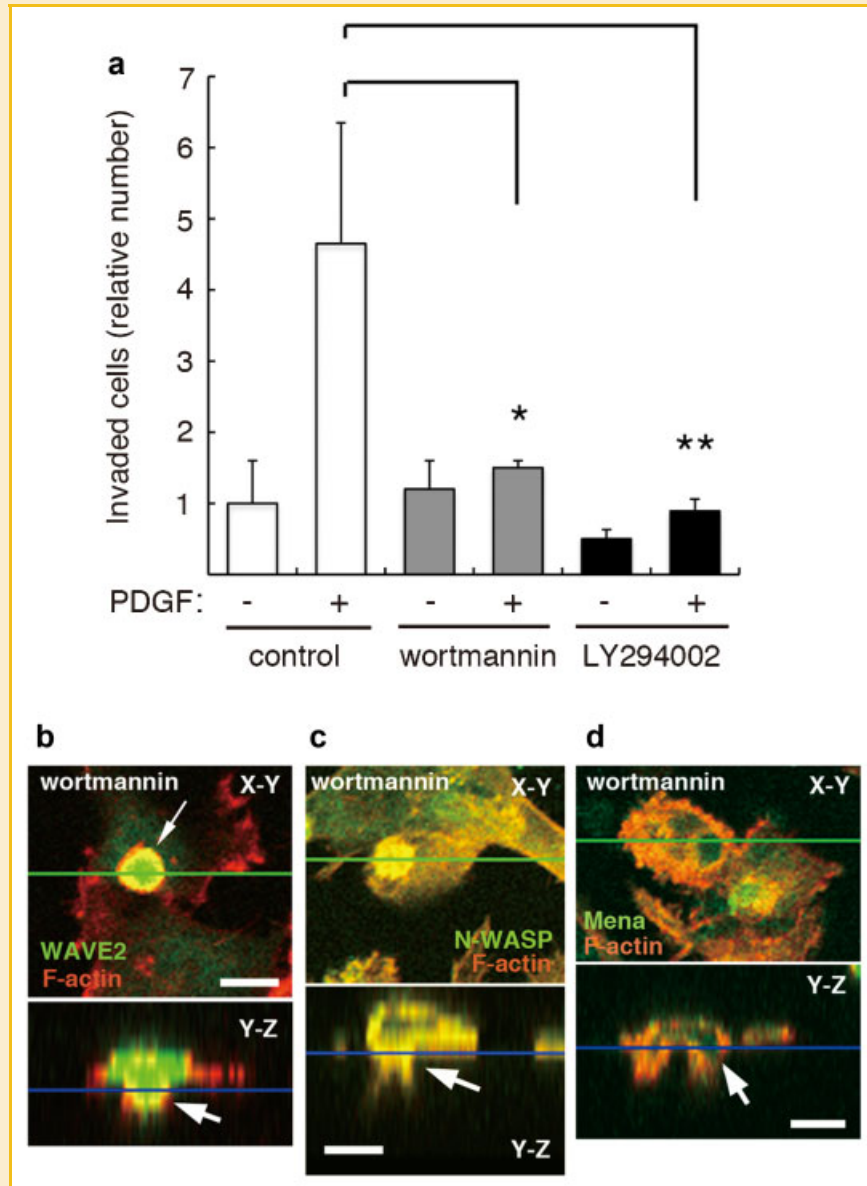 a
Invaded cells (relative number)
7
6
5
4
3
2
1
*
**
PDGF: - + - + - +
control wortmannin LY294002
b c d
wortmannin X-Y
WAVE2
F-actin
Y-Z
wortmannin X-Y
N-WASP
F-actin
Y-Z
wortmannin X-Y
Mena
F-actin
Y-Z